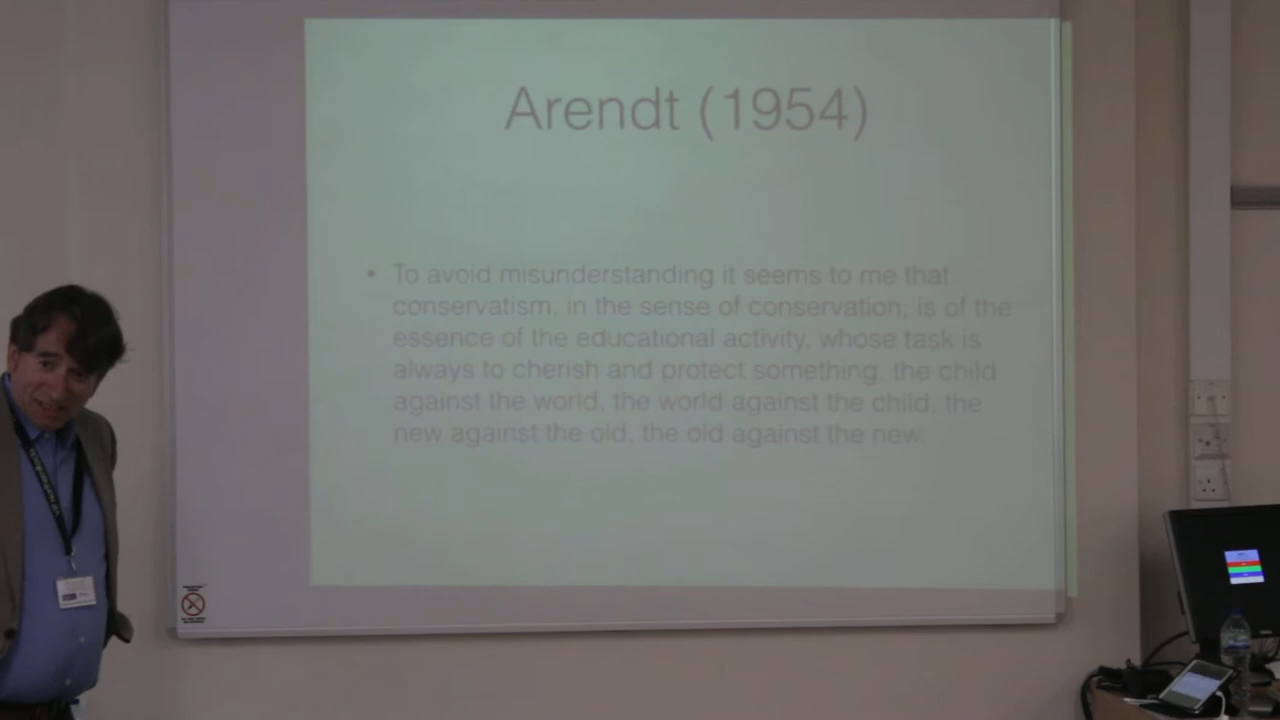 Arendt (1954)
• To avoid misunderstanding it seems to me that
conservatism, in the sense of conservation, is of the
essence of the educational activity, whose task is
always to cherish and protect something, the child
against the world, the world against the child, the
new against the old, the old against the new.